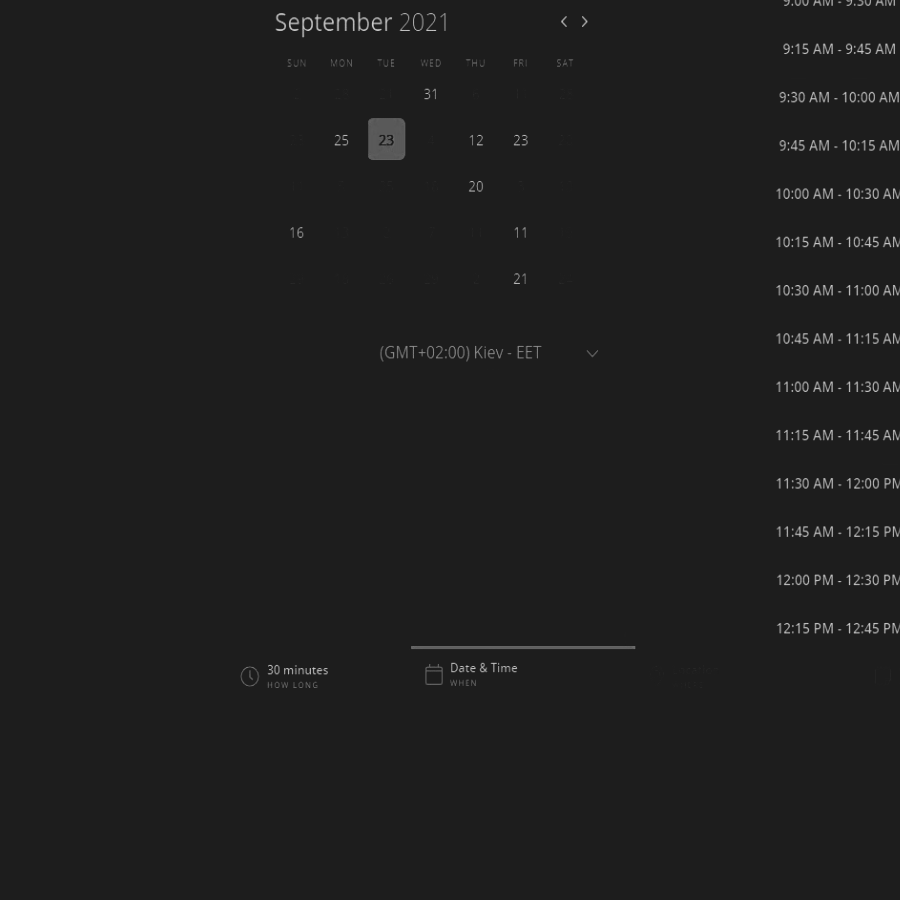 September 2021
SUN MON TUE WED THU FRI SAT
31
25 23 12 23
20
16 11
21
(GMT+02:00) Kiev - EET
9:00 AM - 9:30 AM
9:15 AM - 9:45 AM
9:30 AM - 10:00 AM
9:45 AM - 10:15 AM
10:00 AM - 10:30 AM
10:15 AM - 10:45 AM
10:30 AM - 11:00 AM
10:45 AM - 11:15 AM
11:00 AM - 11:30 AM
11:15 AM - 11:45 AM
11:30 AM - 12:00 PM
11:45 AM - 12:15 PM
12:00 PM - 12:30 PM
12:15 PM - 12:45 PM
30 minutes
HOW LONG
Date & Time
WHEN